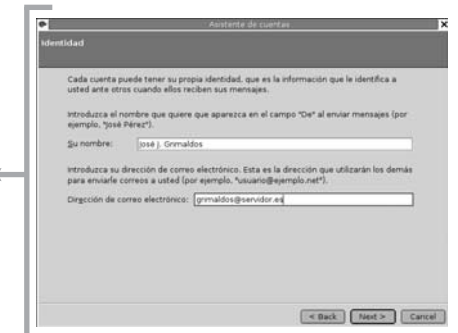 Asistente de cuentas
Identidad
Cada cuenta puede tener su propia identidad, que es la información que le identifica a
usted ante otros cuando ellos reciben sus mensajes.
Introduzca el nombre que quiere que aparezca en el campo "De" al enviar mensajes (por
ejemplo, "José Pérez").
Su nombre: José J. Grimaldos
Introduzca su dirección de correo electrónico. Esta es la dirección que utilizarán los demás
para enviarle correos a usted (por ejemplo, "usuario@ejemplo.net").
Dirección de correo electrónico: grimaldos@servidor.es
< Back Next > Cancel